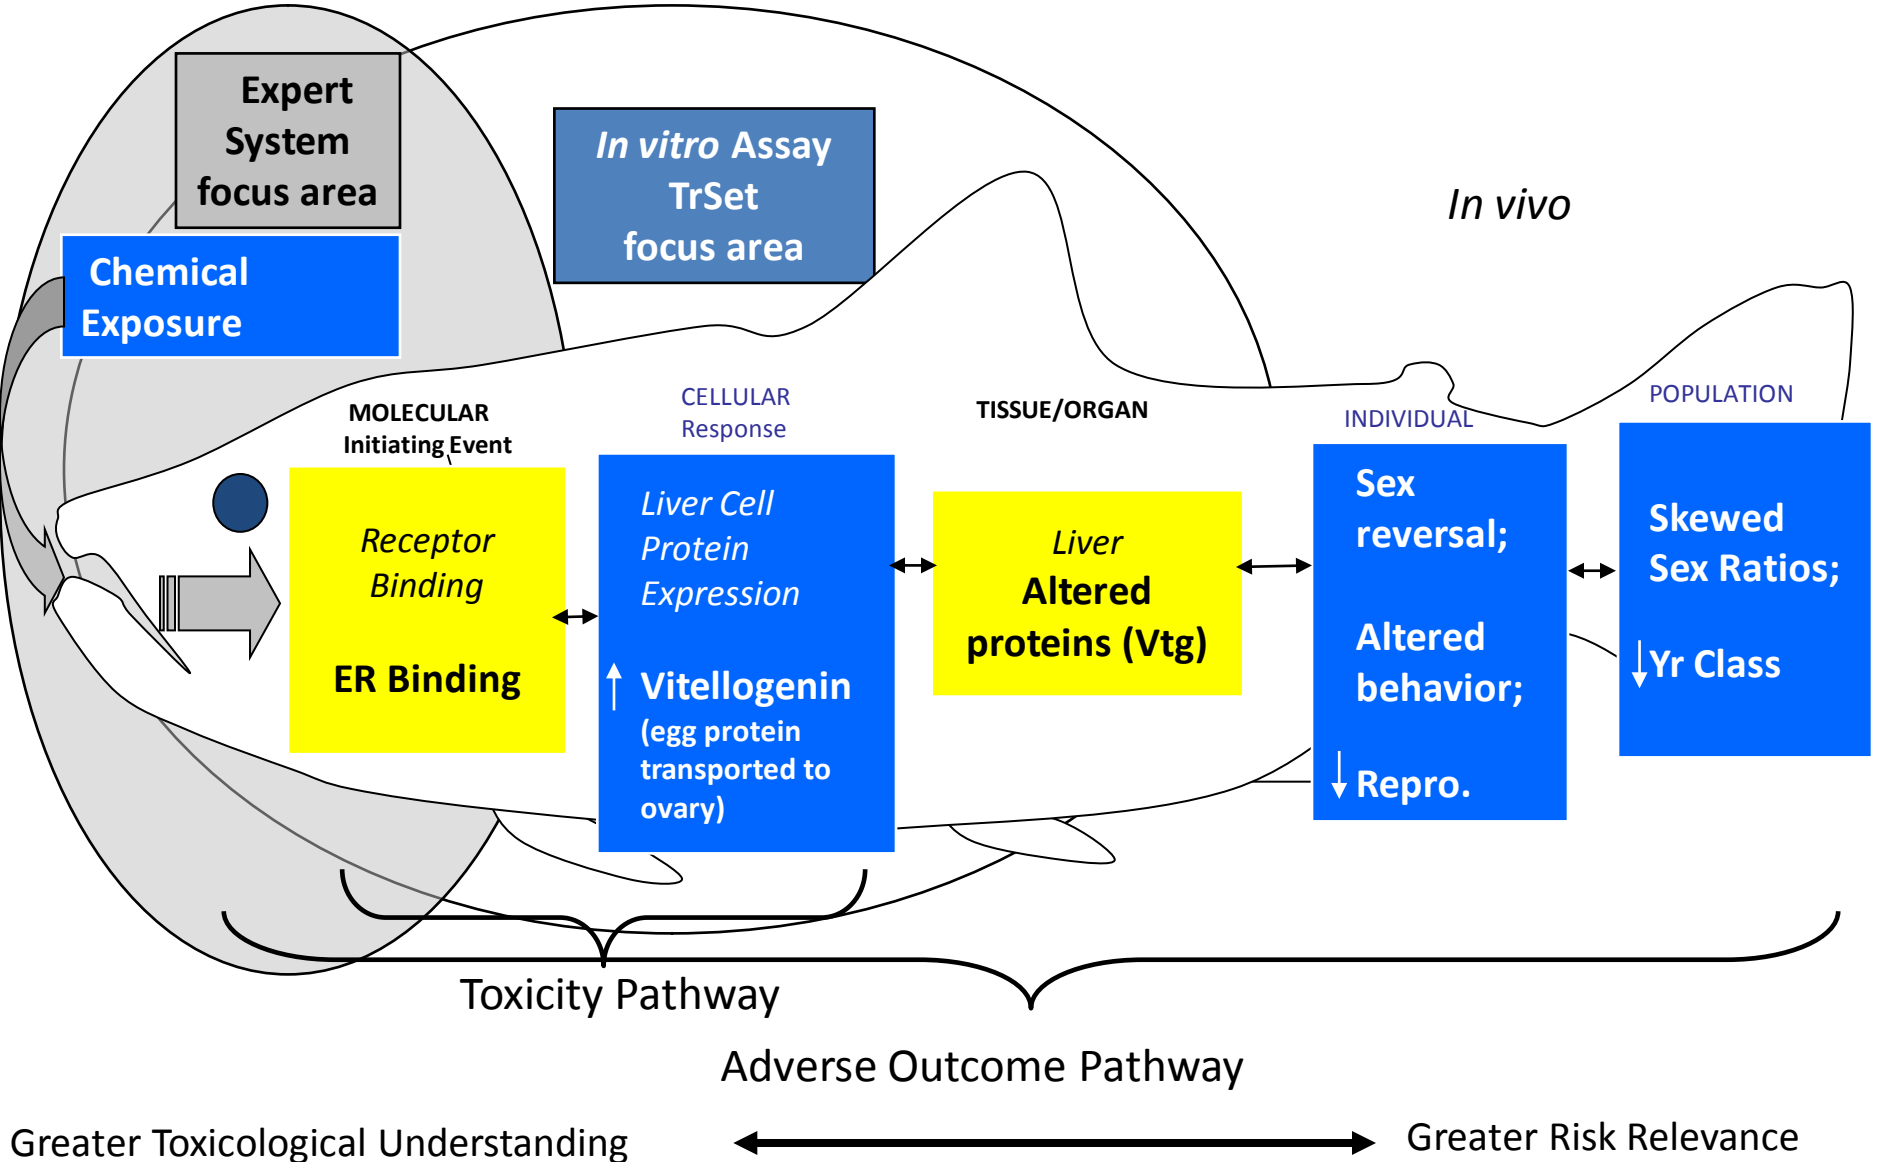 Expert
System
focus area
In vitro Assay
TrSet
focus area
In vivo
Chemical
Exposure
MOLECULAR
Initiating Event
CELLULAR
Response
TISSUE/ORGAN
INDIVIDUAL
POPULATION
Receptor
Binding
ER Binding
Liver Cell
Protein
Expression
↑ Vitellogenin
(egg protein
transported to
ovary)
Liver
Altered
proteins (Vtg)
Sex
reversal;
Altered
behavior;
↓ Repro.
Skewed
Sex Ratios;
↓ Yr Class
Toxicity Pathway
Adverse Outcome Pathway
Greater Toxicological Understanding
Greater Risk Relevance